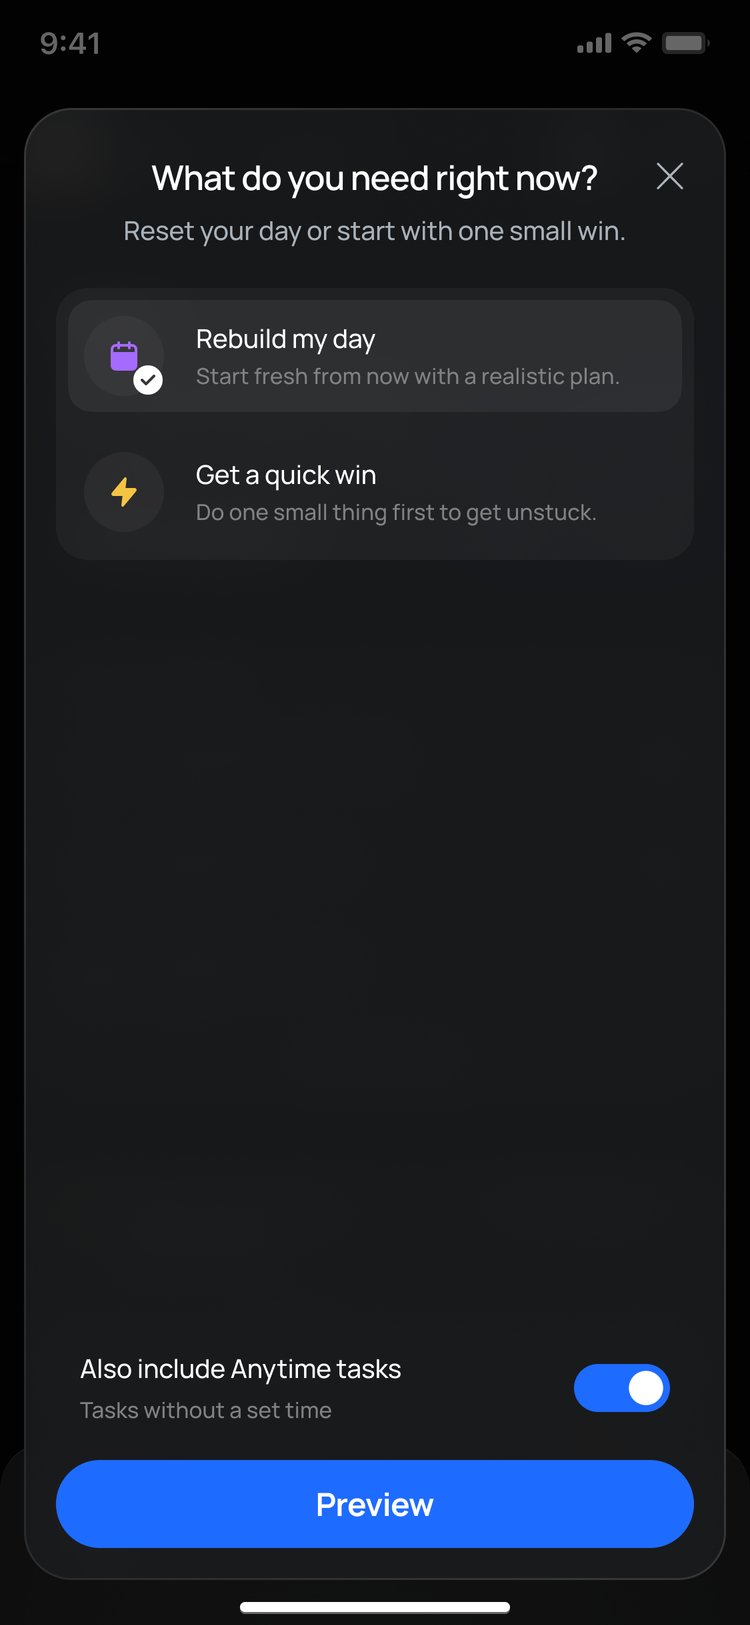 9:41
What do you need right now?
Reset your day or start with one small win.
Rebuild my day
Start fresh from now with a realistic plan.
Get a quick win
Do one small thing first to get unstuck.
Also include Anytime tasks
Tasks without a set time
Preview